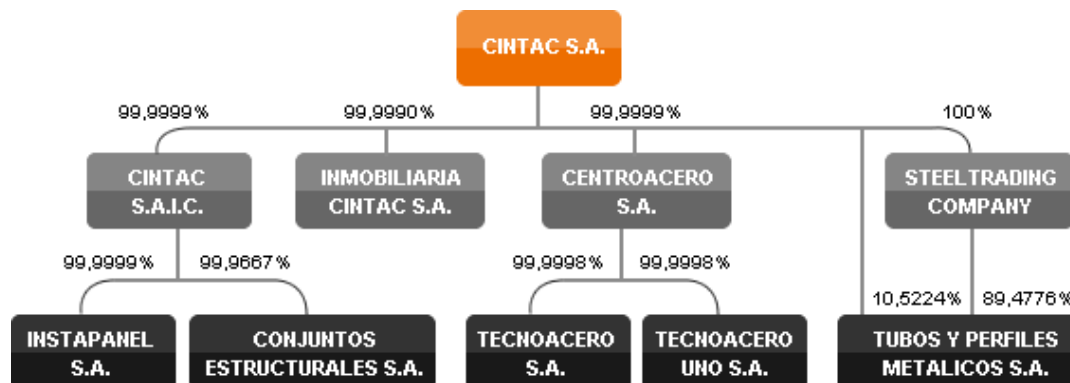 CINTAC S.A.
99,9999% 99,9990% 99,9999% 100%
CINTAC
S.A.I.C.
INMOBILIARIA
CINTAC S.A.
CENTROACERO
S.A.
STEELTRADING
COMPANY
99,9999% 99,9667% 99,9998% 99,9998%
10,5224% 89,4776%
INSTAPANEL
S.A.
CONJUNTOS
ESTRUCTURALES S.A.
TECNOACERO
S.A.
TECNOACERO
UNO S.A.
TUBOS Y PERFILES
METALICOS S.A.